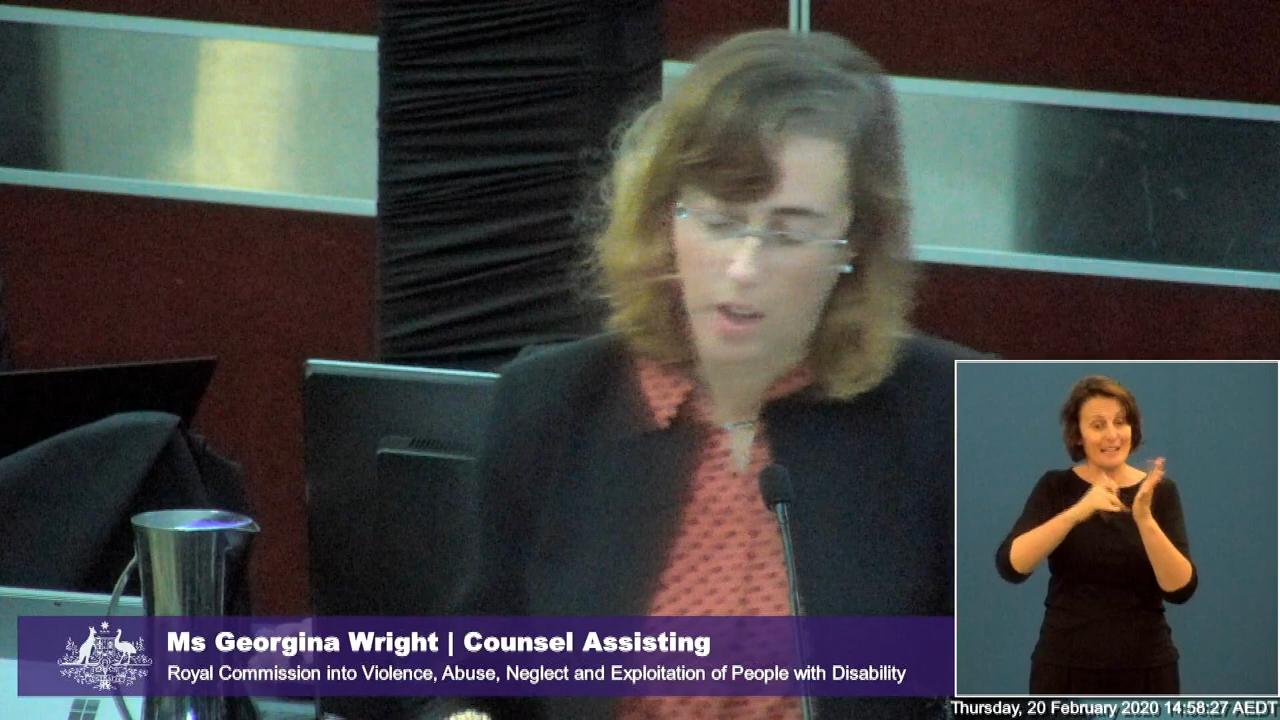 Ms Georgina Wright | Counsel Assisting
Royal Commission into Violence, Abuse, Neglect and Exploitation of People with Disability
Thursday, 20 February 2020 14:58:27 AEDT